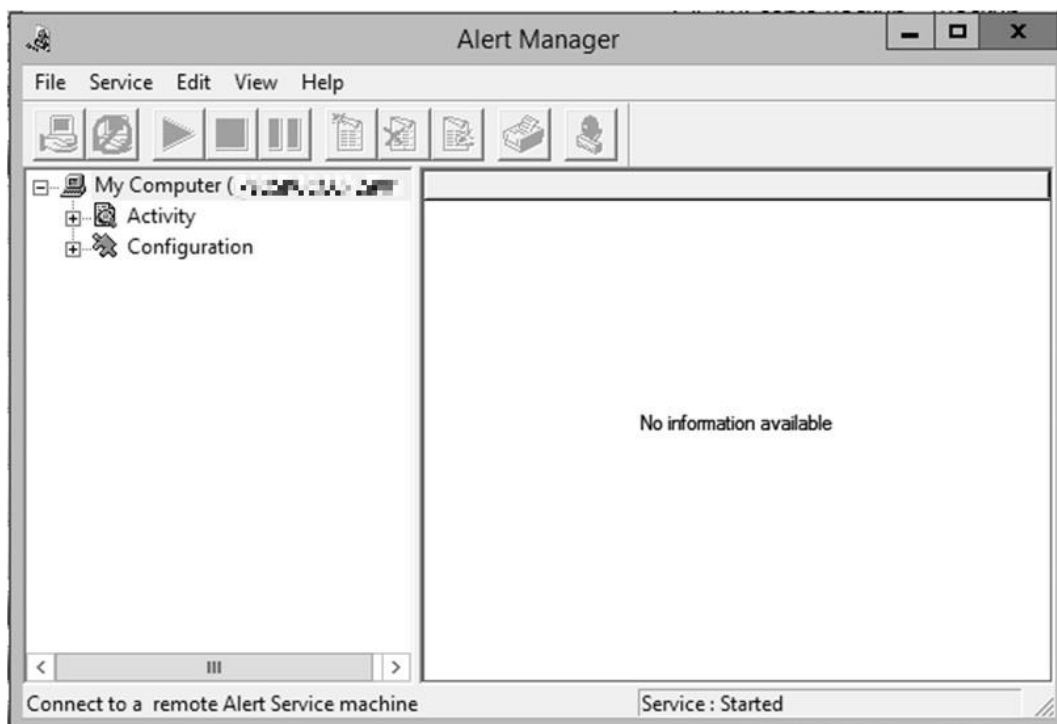 Alert Manager
File Service Edit View Help
My Computer (
Activity
Configuration
No information available
Connect to a remote Alert Service machine
Service : Started